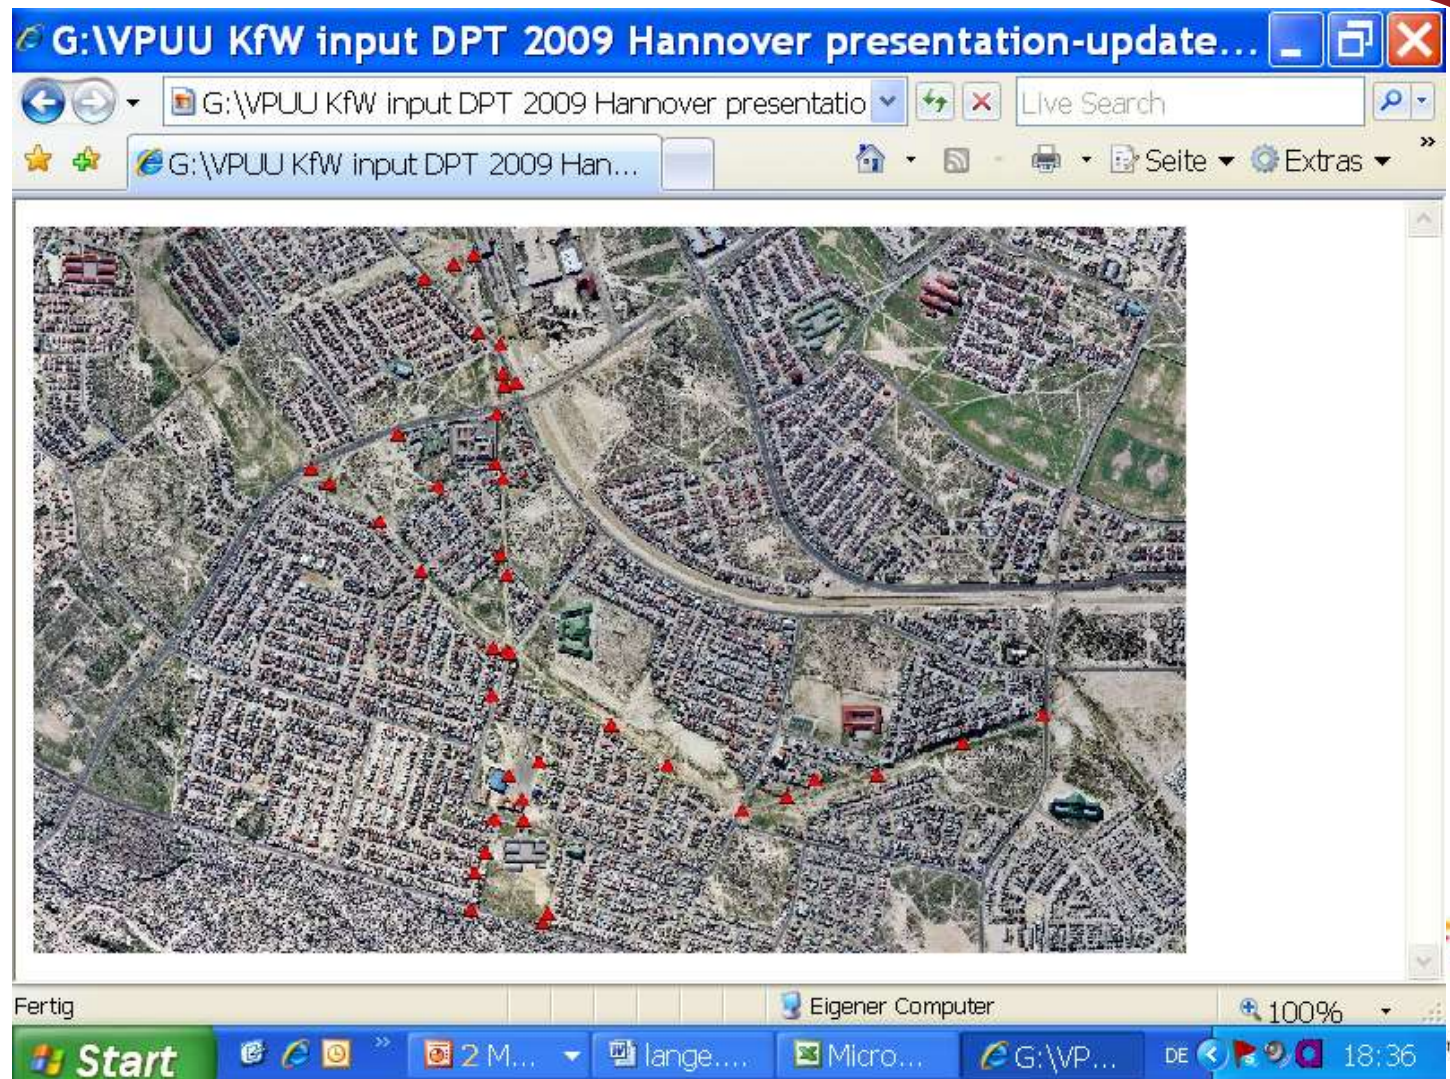 G:\VPUU KfW input DPT 2009 Hannover presentation-update...
G:\VPUU KfW input DPT 2009 Hannover presentatio
Live Search
G:\VPUU KfW input DPT 2009 Han...
Seite
Extras
»
Fertig
Eigener Computer
100%
Start
»
2 M...
lange....
Micro...
G:\VP...
DE
18:36